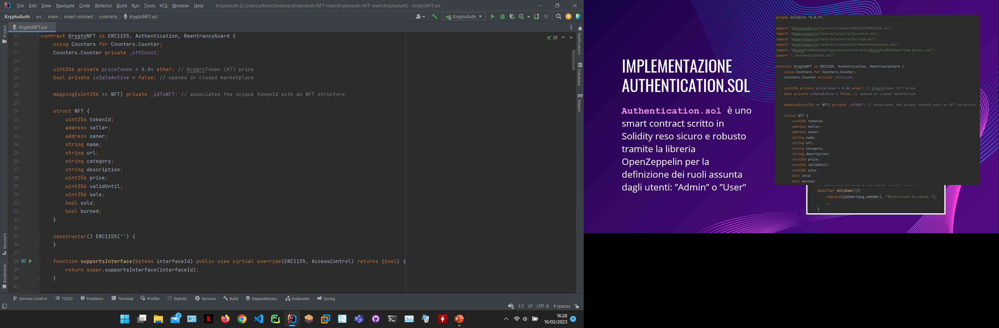 File Edit View Navigate Code Refactor Build Run Tools VCS Window Help KryptoAuth [C:\Users\albmo\Desktop\Kryptoauth-NFT-main\Kryptoauth-NFT-main\KryptoAuth] - KryptoNFT.sol
KryptoAuth src main smart contract contracts KryptoNFT.sol KryptoAuth
KryptoNFT.sol
Project
Structure
Bookmarks
Notifications
Database
Maven
30
11 contract KryptoNFT is ERC1155, Authentication, ReentrancyGuard {
12 using Counters for Counters.Counter;
13 Counters.Counter private _nftCount;
14
15 uint256 private priceToken = 0.04 ether; // KryproToken (KT) price
16 bool private isSaleActive = false; // opened or closed marketplace
17
18 mapping(uint256 => NFT) private _idToNFT; // associates the unique tokenId with an NFT structure
19
20 struct NFT {
21 uint256 tokenId;
22 address seller;
23 address owner;
24 string name;
25 string url;
26 string category;
27 string description;
28 uint256 price;
29 uint256 validUntil;
30 uint256 sale;
31 bool sold;
32 bool burned;
33 }
34
35 constructor() ERC1155("") {
36 }
37
38 function supportsInterface(bytes4 interfaceId) public view virtual override(ERC1155, AccessControl) returns (bool) {
39 return super.supportsInterface(interfaceId);
40 }
41
Version Control TODO Problems Terminal Profiler Statistic Services Build Dependencies Endpoints Spring
1:1 LF UTF-8 4 spaces
3
16:28
16/02/2023
9
IMPLEMENTAZIONE
AUTHENTICATION.SOL
Authentication.sol è uno
smart contract scritto in
Solidity reso sicuro e robusto
tramite la libreria
OpenZeppelin per la
definizione dei ruoli assunta
dagli utenti: ”Admin” o ”User”
pragma solidity ^0.8.17;
import "@openzeppelin/contracts/token/ERC1155/ERC1155.sol";
import "@openzeppelin/contracts/utils/Counters.sol";
import "@openzeppelin/contracts/utils/Strings.sol";
import "@openzeppelin/contracts/security/ReentrancyGuard.sol";
import "@BokkyPooBahsDateTimeLibrary/contracts/BokkyPooBahsDateTimeLibrary.sol";
import "./Authentication.sol";
contract KryptoNFT is ERC1155, Authentication, ReentrancyGuard {
using Counters for Counters.Counter;
Counters.Counter private _nftCount;
uint256 private priceToken = 0.04 ether; // KryproToken (KT) price
bool private isSaleActive = false; // opened or closed marketplace
mapping(uint256 => NFT) private _idToNFT; // associates the unique tokenId with an NFT structure
struct NFT {
uint256 tokenId;
address seller;
address owner;
string name;
string url;
string category;
string description;
uint256 price;
uint256 validUntil;
uint256 sale;
bool sold;
bool burned;
modifier onlyUser(){
require(isUser(msg.sender), "Restricted to users.");
_;
}